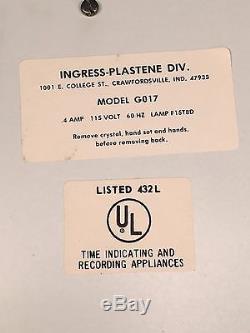 INGRESS-PLASTENE DIV.
1001 E. COLLEGE ST., CRAWFORDSVILLE, IND. 47933
MODEL G017
.4 AMP 115 VOLT 60 HZ LAMP F15T8D
Remove crystal, hand set and hands,
before removing back.
LISTED 432L
UL
®
TIME INDICATING AND
RECORDING APPLIANCES